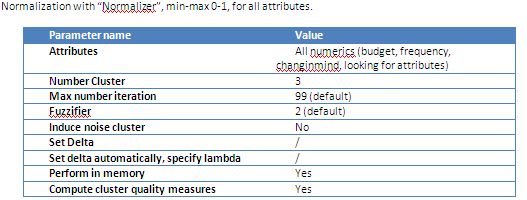 Normalization with “Normalizer”, min-max 0-1, for all attributes.
Parameter name Value
Attributes All numerics (budget, frequency,
changinmind, looking for attributes)
Number Cluster 3
Max number iteration 99 (default)
Fuzzifier 2 (default)
Induce noise cluster No
Set Delta /
Set delta automatically, specify lambda /
Perform in memory Yes
Compute cluster quality measures Yes